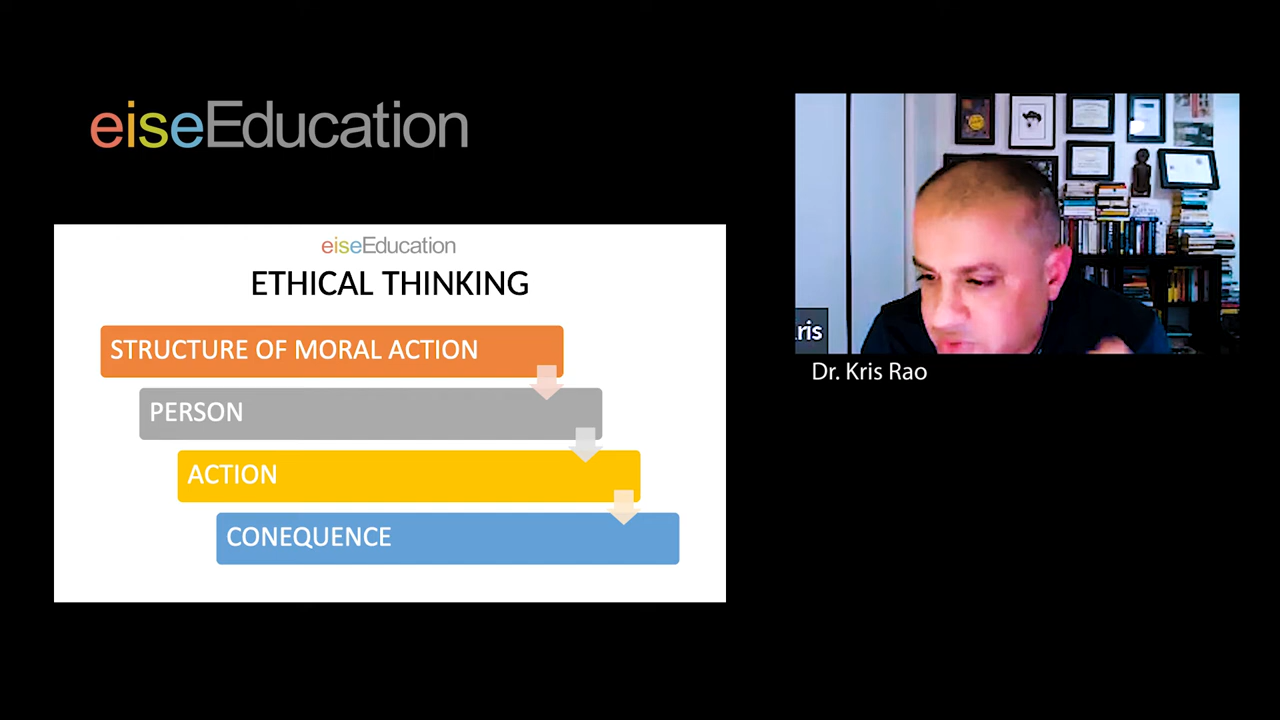 eiseEducation
eiseEducation
ETHICAL THINKING
STRUCTURE OF MORAL ACTION
PERSON
ACTION
CONEQUENCE
ris
Dr. Kris Rao